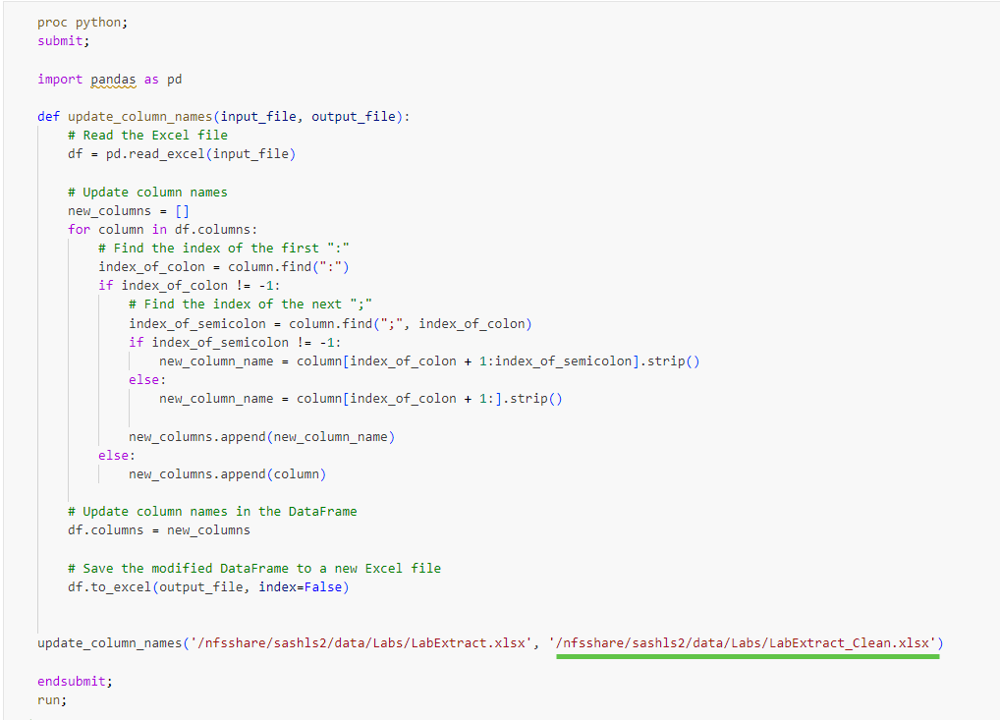 proc python;
submit;
import pandas as pd
def update_column_names(input_file, output_file):
# Read the Excel file
df = pd.read_excel(input_file)
# Update column names
new_columns = []
for column in df.columns:
# Find the index of the first ":"
index_of_colon = column.find(":")
if index_of_colon != -1:
# Find the index of the next ";"
index_of_semicolon = column.find(";", index_of_colon)
if index_of_semicolon != -1:
new_column_name = column[index_of_colon + 1:index_of_semicolon].strip()
else:
new_column_name = column[index_of_colon + 1:].strip()
new_columns.append(new_column_name)
else:
new_columns.append(column)
# Update column names in the DataFrame
df.columns = new_columns
# Save the modified DataFrame to a new Excel file
df.to_excel(output_file, index=False)
update_column_names('/nfsshare/sashls2/data/Labs/LabExtract.xlsx', '/nfsshare/sashls2/data/Labs/LabExtract_Clean.xlsx')
endsubmit;
run;